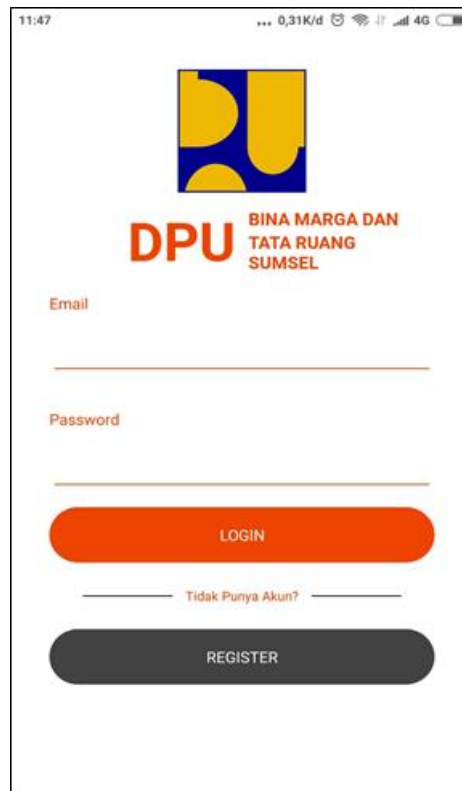 11:47 ... 0,31K/d 4G
DPU
BINA MARGA DAN
TATA RUANG
SUMSEL
Email
Password
LOGIN
Tidak Punya Akun?
REGISTER